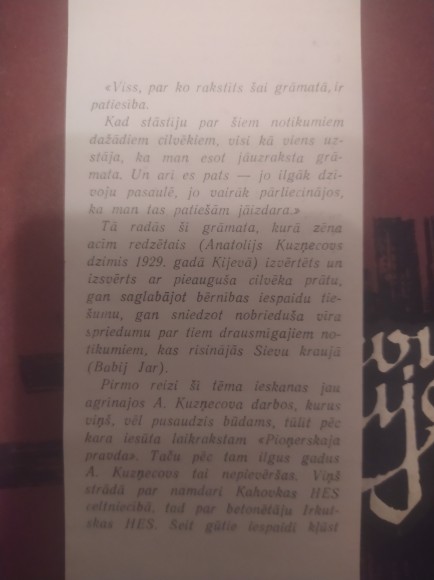 «Viss, par ko rakstīts šai grāmatā, ir
patiesība.
Kad stāstīju par šiem notikumiem
dažādiem cilvēkiem, visi kā viens uz-
stāja, ka man esot jāuzraksta grā-
mata. Un arī es pats — jo ilgāk dzī-
voju pasaulē, jo vairāk pārliecinājos,
ka man tas patiešām jāizdara.»
Tā radās šī grāmata, kurā zēna
acīm redzētais (Anatolijs Kuzņecovs
dzimis 1929. gadā Kijevā) izvērtēts un
izsvērts ar pieauguša cilvēka prātu,
gan saglabājot bērnības iespaidu tie-
šumu, gan sniedzot nobrieduša vīra
spriedumu par tiem drausmīgajiem no-
tikumiem, kas risinājās Sievu kraujā
(Babij Jar).
Pirmo reizi šī tēma ieskanas jau
agrīnajos A. Kuzņecova darbos, kurus
viņš, vēl pusaudzis būdams, tūlīt pēc
kara iesūta laikrakstam «Pioņerskaja
pravda». Taču pēc tam ilgus gadus
A. Kuzņecovs tai nepievēršas. Viņš
strādā par namdari Kahovkas HES
celtniecībā, tad par betonētāju Irkut-
skas HES. Šeit gūtie iespaidi kļūst